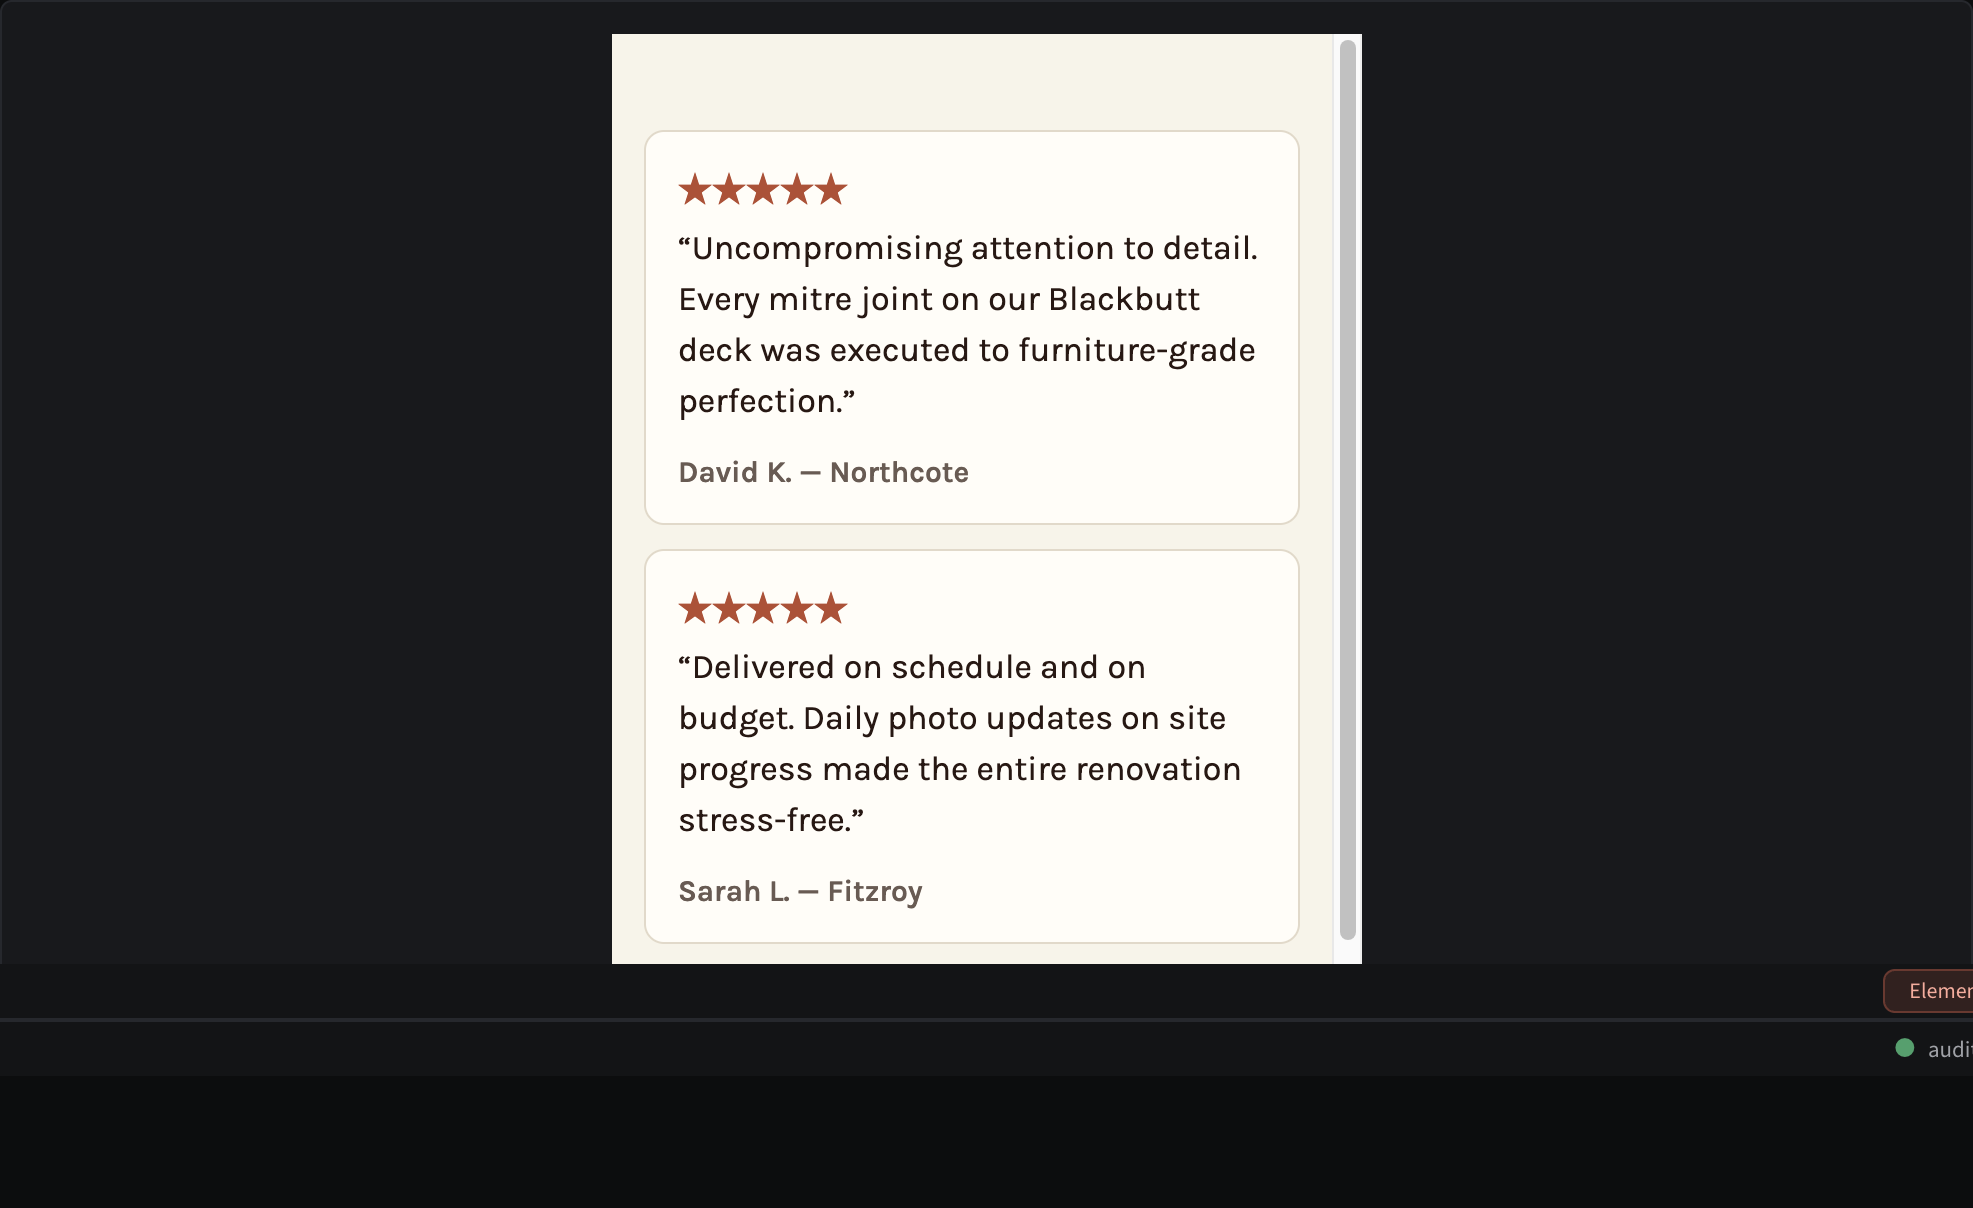 ★★★★★
“Uncompromising attention to detail.
Every mitre joint on our Blackbutt
deck was executed to furniture-grade
perfection.”
David K. — Northcote
★★★★★
“Delivered on schedule and on
budget. Daily photo updates on site
progress made the entire renovation
stress-free.”
Sarah L. — Fitzroy